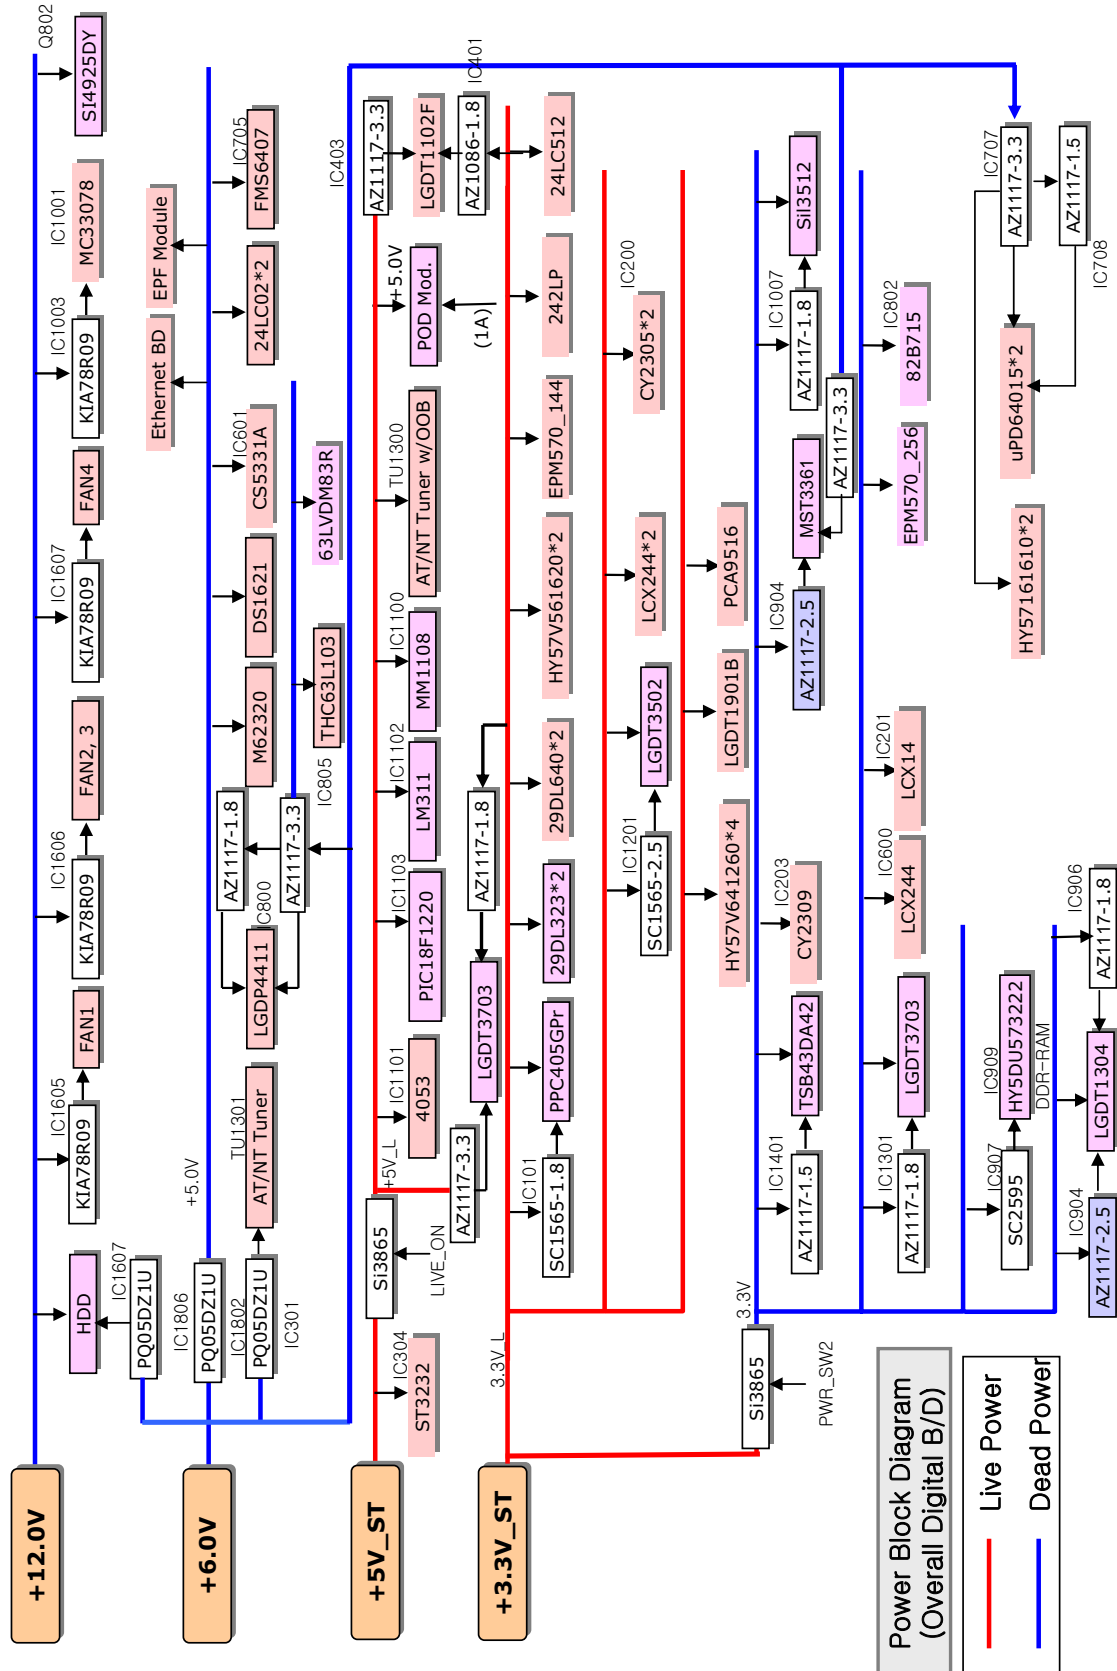 +12.0V
HDD
IC1605
KIA78R09
FAN1
IC1606
KIA78R09
FAN2, 3
IC1607
KIA78R09
FAN4
IC1003
KIA78R09
IC1001
MC33078
Q802
SI4925DY
IC1607
PQ05DZ1U
Ethernet BD
EPF Module
+6.0V
IC1806
PQ05DZ1U
+5.0V
IC1802
PQ05DZ1U
IC301
TU1301
AT/NT Tuner
M62320
DS1621
IC601
CS5331A
24LC02*2
IC705
FMS6407
AZ1117-1.8
IC800
LGDP4411
AZ1117-3.3
IC805
THC63L103
63LVDM83R
+5V_ST
IC304
ST3232
Si3865
LIVE_ON
+5V_L
IC1101
4053
IC1103
PIC18F1220
IC1102
LM311
IC1100
MM1108
TU1300
AT/NT Tuner w/OOB
+5.0V
POD Mod.
(1A)
IC403
AZ1117-3.3
LGDT1102F
AZ1086-1.8
IC401
AZ1117-3.3
LGDT3703
AZ1117-1.8
+3.3V_ST
3.3V_L
IC101
SC1565-1.8
PPC405GPr
29DL323*2
29DL640*2
HY57V561620*2
EPM570_144
242LP
24LC512
IC1201
SC1565-2.5
LGDT3502
LCX244*2
IC200
CY2305*2
HY57V641260*4
LGDT1901B
PCA9516
Si3865
PWR_SW2
3.3V
IC1401
AZ1117-1.5
TSB43DA42
IC203
CY2309
IC904
AZ1117-2.5
MST3361
AZ1117-3.3
IC1007
AZ1117-1.8
SiI3512
IC1301
AZ1117-1.8
LGDT3703
IC600
LCX244
IC201
LCX14
EPM570_256
IC802
82B715
IC907
SC2595
IC909
HY5DU573222
DDR-RAM
IC904
AZ1117-2.5
LGDT1304
IC906
AZ1117-1.8
HY57161610*2
uPD64015*2
IC707
AZ1117-3.3
AZ1117-1.5
IC708
Power Block Diagram
(Overall Digital B/D)
Live Power
Dead Power